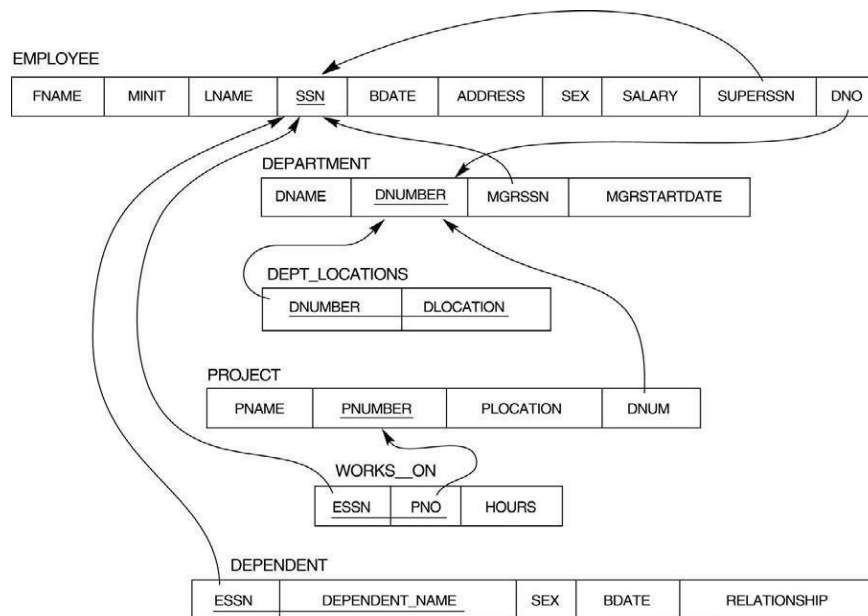 EMPLOYEE
FNAME MINIT LNAME SSN BDATE ADDRESS SEX SALARY SUPERSSN DNO
DEPARTMENT
DNAME DNUMBER MGRSSN MGRSTARTDATE
DEPT_LOCATIONS
DNUMBER DLOCATION
PROJECT
PNAME PNUMBER PLOCATION DNUM
WORKS__ON
ESSN PNO HOURS
DEPENDENT
ESSN DEPENDENT_NAME SEX BDATE RELATIONSHIP